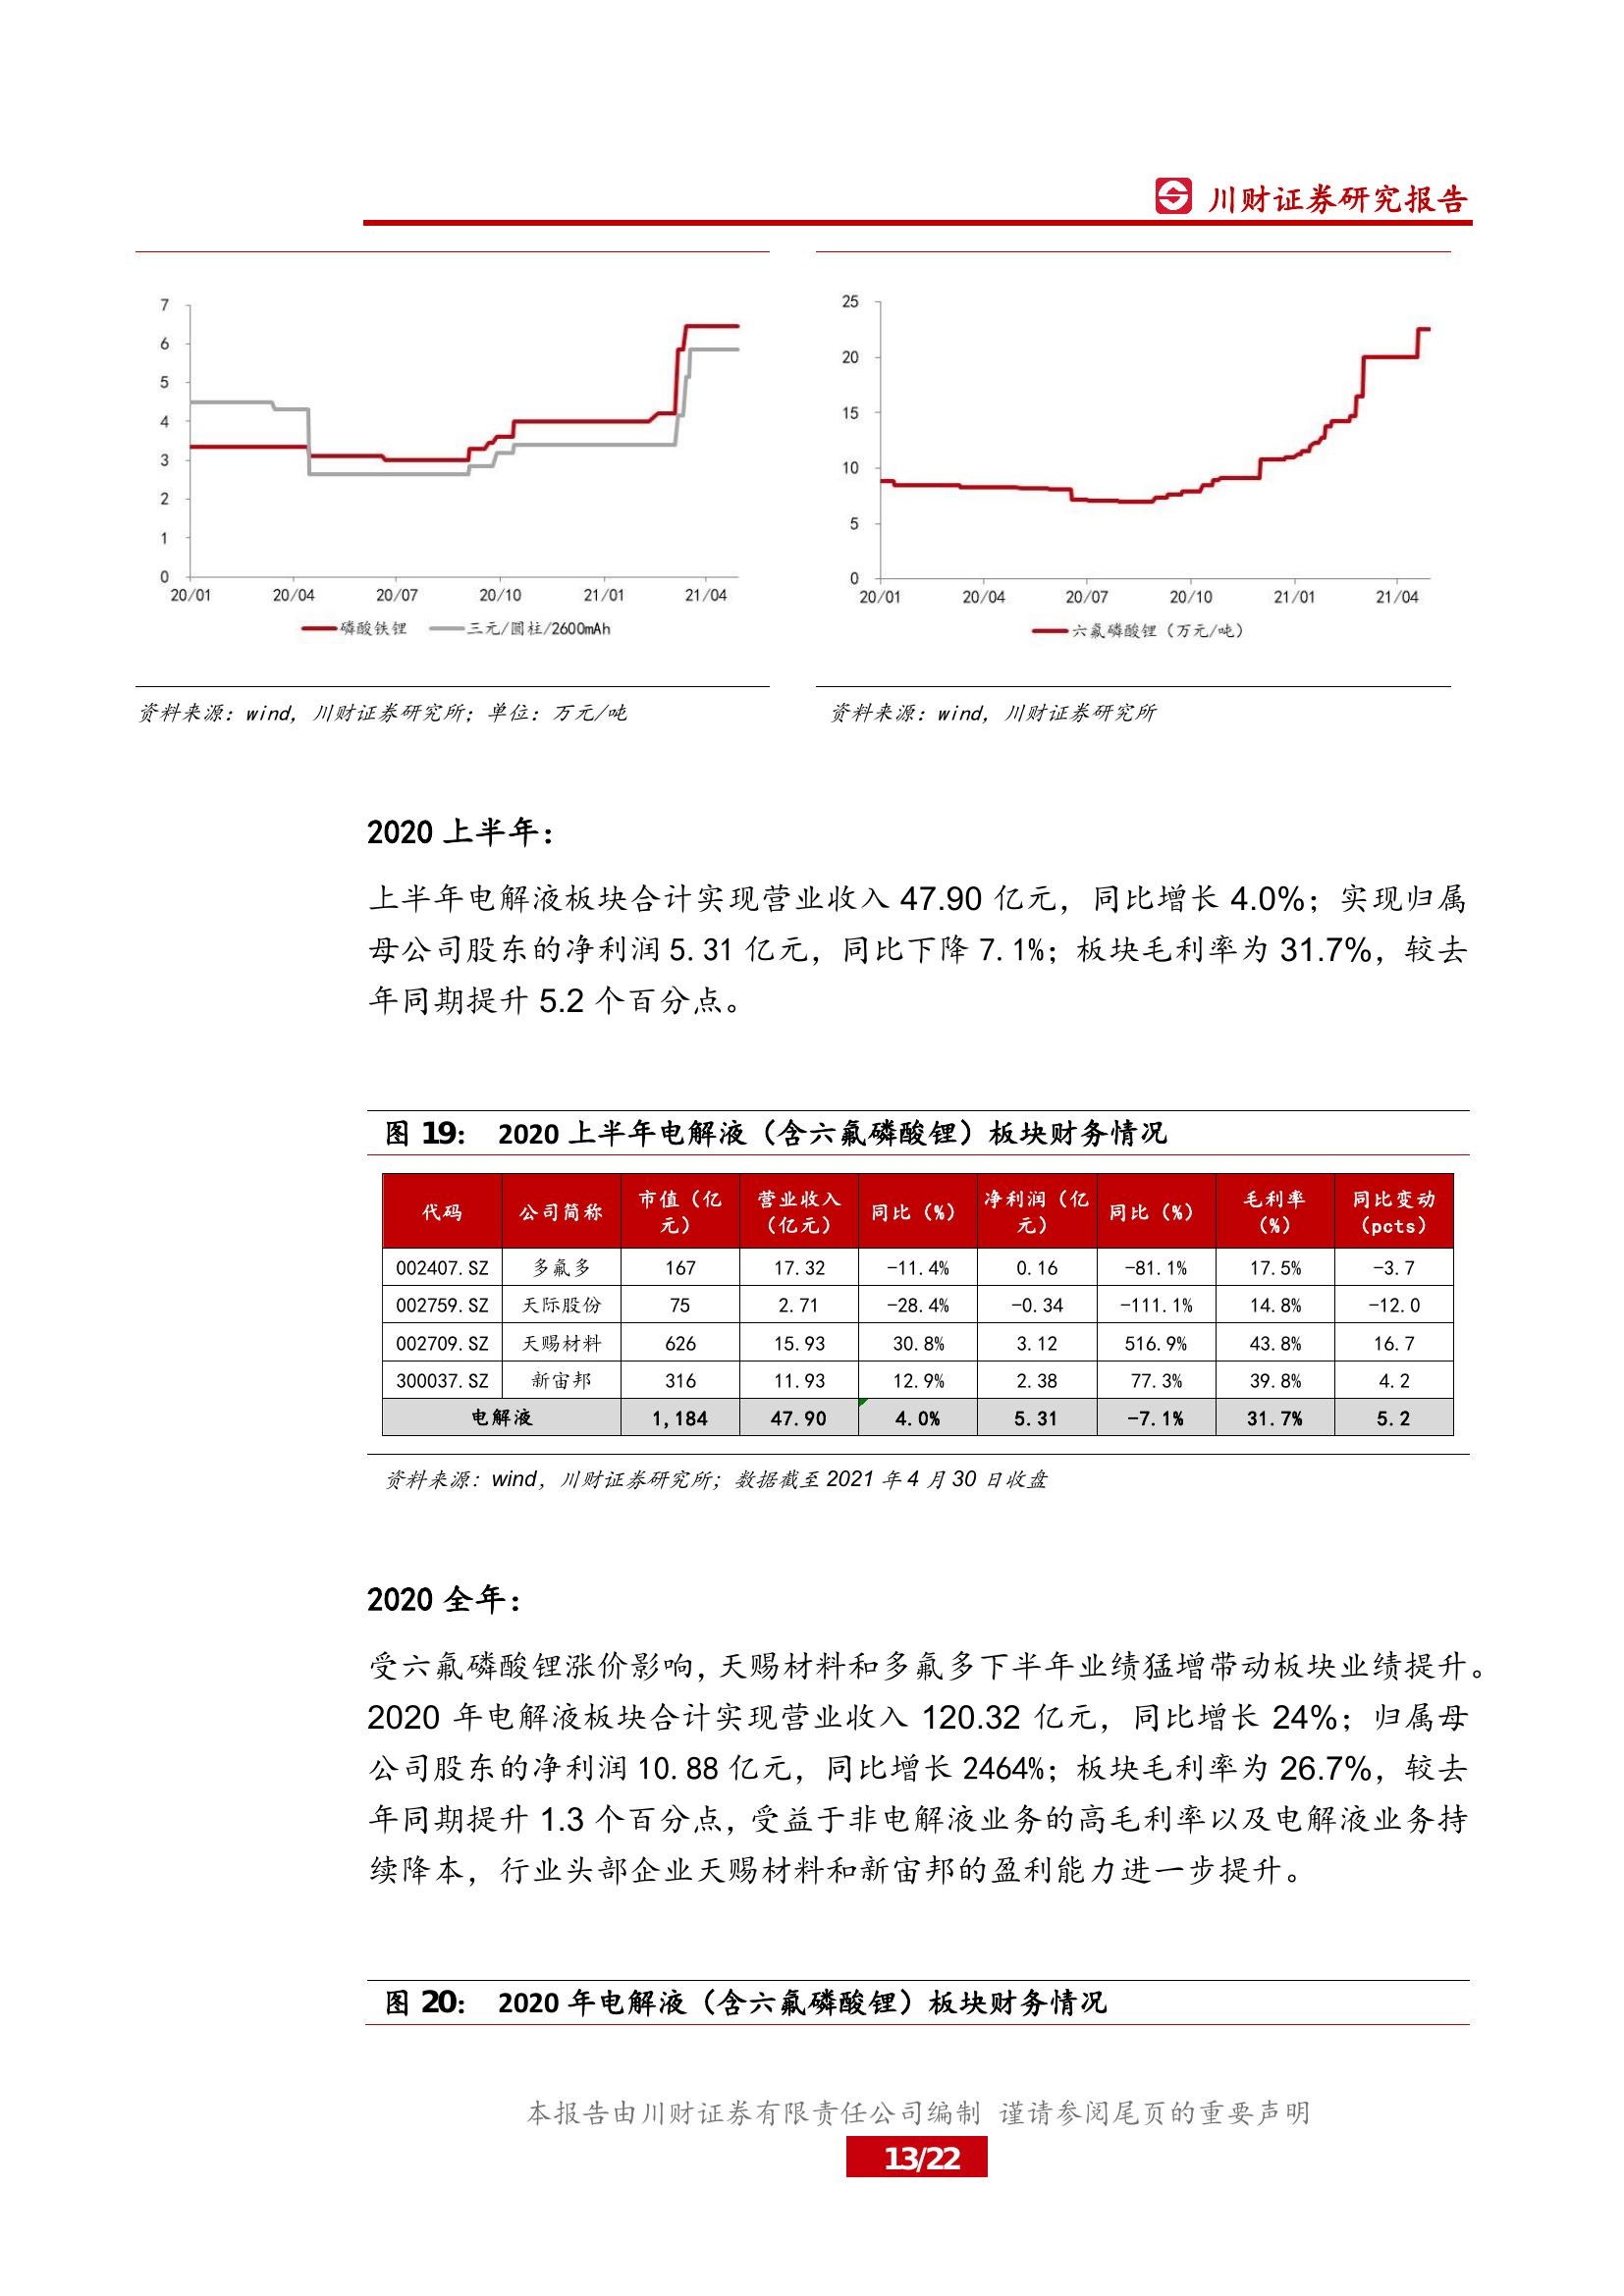 川财证券研究报告
7
6
5
4
3
2
1
0
20/01 20/04 20/07 20/10 21/01 21/04
磷酸铁锂 三元/圆柱/2600mAh
资料来源：wind，川财证券研究所；单位：万元/吨
25
20
15
10
5
0
20/01 20/04 20/07 20/10 21/01 21/04
六氟磷酸锂（万元/吨）
资料来源：wind，川财证券研究所
2020 上半年：
上半年电解液板块合计实现营业收入 47.90 亿元，同比增长 4.0%；实现归属
母公司股东的净利润 5.31 亿元，同比下降 7.1%；板块毛利率为 31.7%，较去
年同期提升 5.2 个百分点。
图 19： 2020 上半年电解液（含六氟磷酸锂）板块财务情况
代码 公司简称 市值（亿元） 营业收入（亿元） 同比（%） 净利润（亿元） 同比（%） 毛利率（%） 同比变动（pcts）
002407.SZ 多氟多 167 17.32 -11.4% 0.16 -81.1% 17.5% -3.7
002759.SZ 天际股份 75 2.71 -28.4% -0.34 -111.1% 14.8% -12.0
002709.SZ 天赐材料 626 15.93 30.8% 3.12 516.9% 43.8% 16.7
300037.SZ 新宙邦 316 11.93 12.9% 2.38 77.3% 39.8% 4.2
电解液 1,184 47.90 4.0% 5.31 -7.1% 31.7% 5.2
资料来源：wind，川财证券研究所；数据截至 2021 年 4 月 30 日收盘
2020 全年：
受六氟磷酸锂涨价影响，天赐材料和多氟多下半年业绩猛增带动板块业绩提升。
2020 年电解液板块合计实现营业收入 120.32 亿元，同比增长 24%；归属母
公司股东的净利润 10.88 亿元，同比增长 2464%；板块毛利率为 26.7%，较去
年同期提升 1.3 个百分点，受益于非电解液业务的高毛利率以及电解液业务持
续降本，行业头部企业天赐材料和新宙邦的盈利能力进一步提升。
图 20： 2020 年电解液（含六氟磷酸锂）板块财务情况
本报告由川财证券有限责任公司编制 谨请参阅尾页的重要声明
13/22